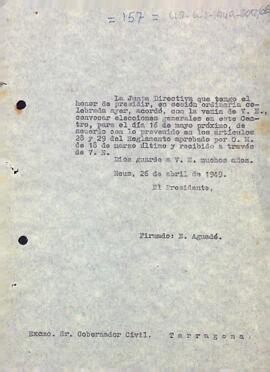 = 157 =
La Junta Directiva que tengo el
honor de presidir, en sesión ordinaria ce-
lebrada ayer, acordó, con la venia de V. E.,
convocar elecciones generales en este Cen-
tro, para el día 16 de mayo próximo, de
acuerdo con lo prevenido en los artículos
28 y 29 del Reglamento aprobado por O. M.
de 18 de marzo último y recibido a través
de V. E.
Dios guarde a V. E. muchos años.
Reus, 26 de abril de 1949.
El Presidente,
Firmado: E. Aguadé.
Excmo. Sr. Gobernador Civil. Tarragona.